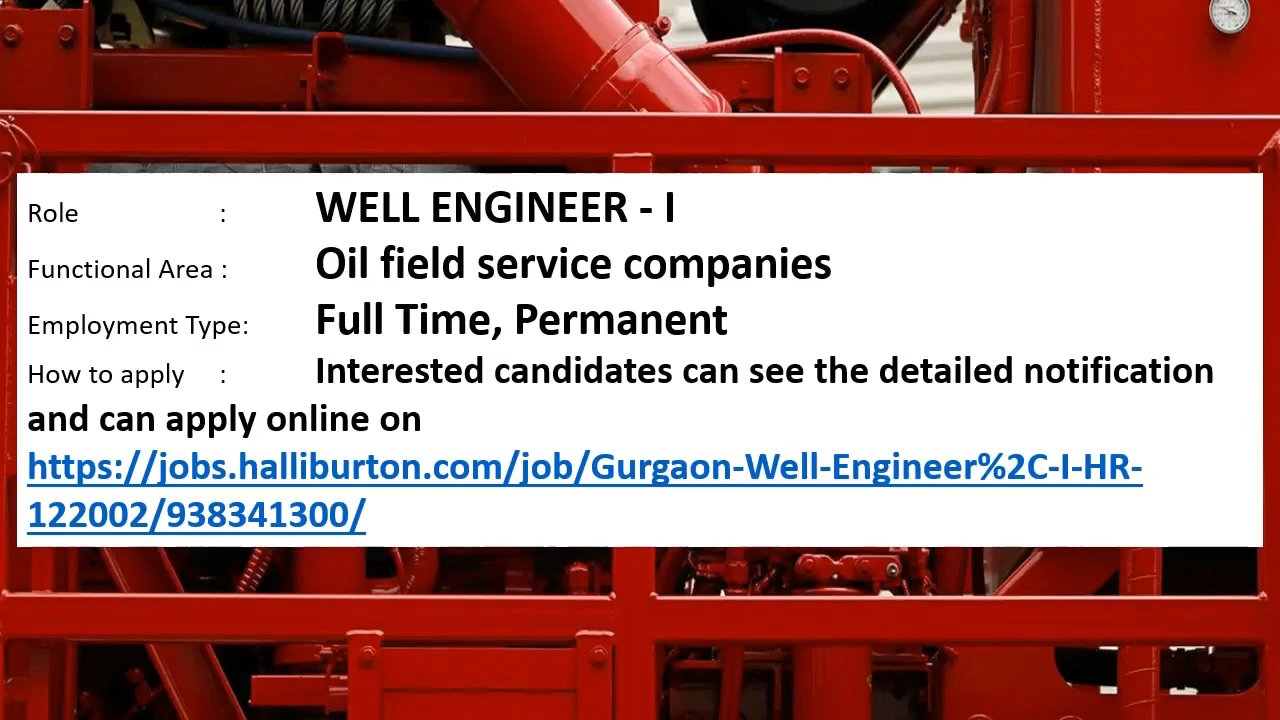 Role : WELL ENGINEER - I
Functional Area : Oil field service companies
Employment Type: Full Time, Permanent
How to apply : Interested candidates can see the detailed notification
and can apply online on
https://jobs.halliburton.com/job/Gurgaon-Well-Engineer%2C-I-HR-
122002/938341300/